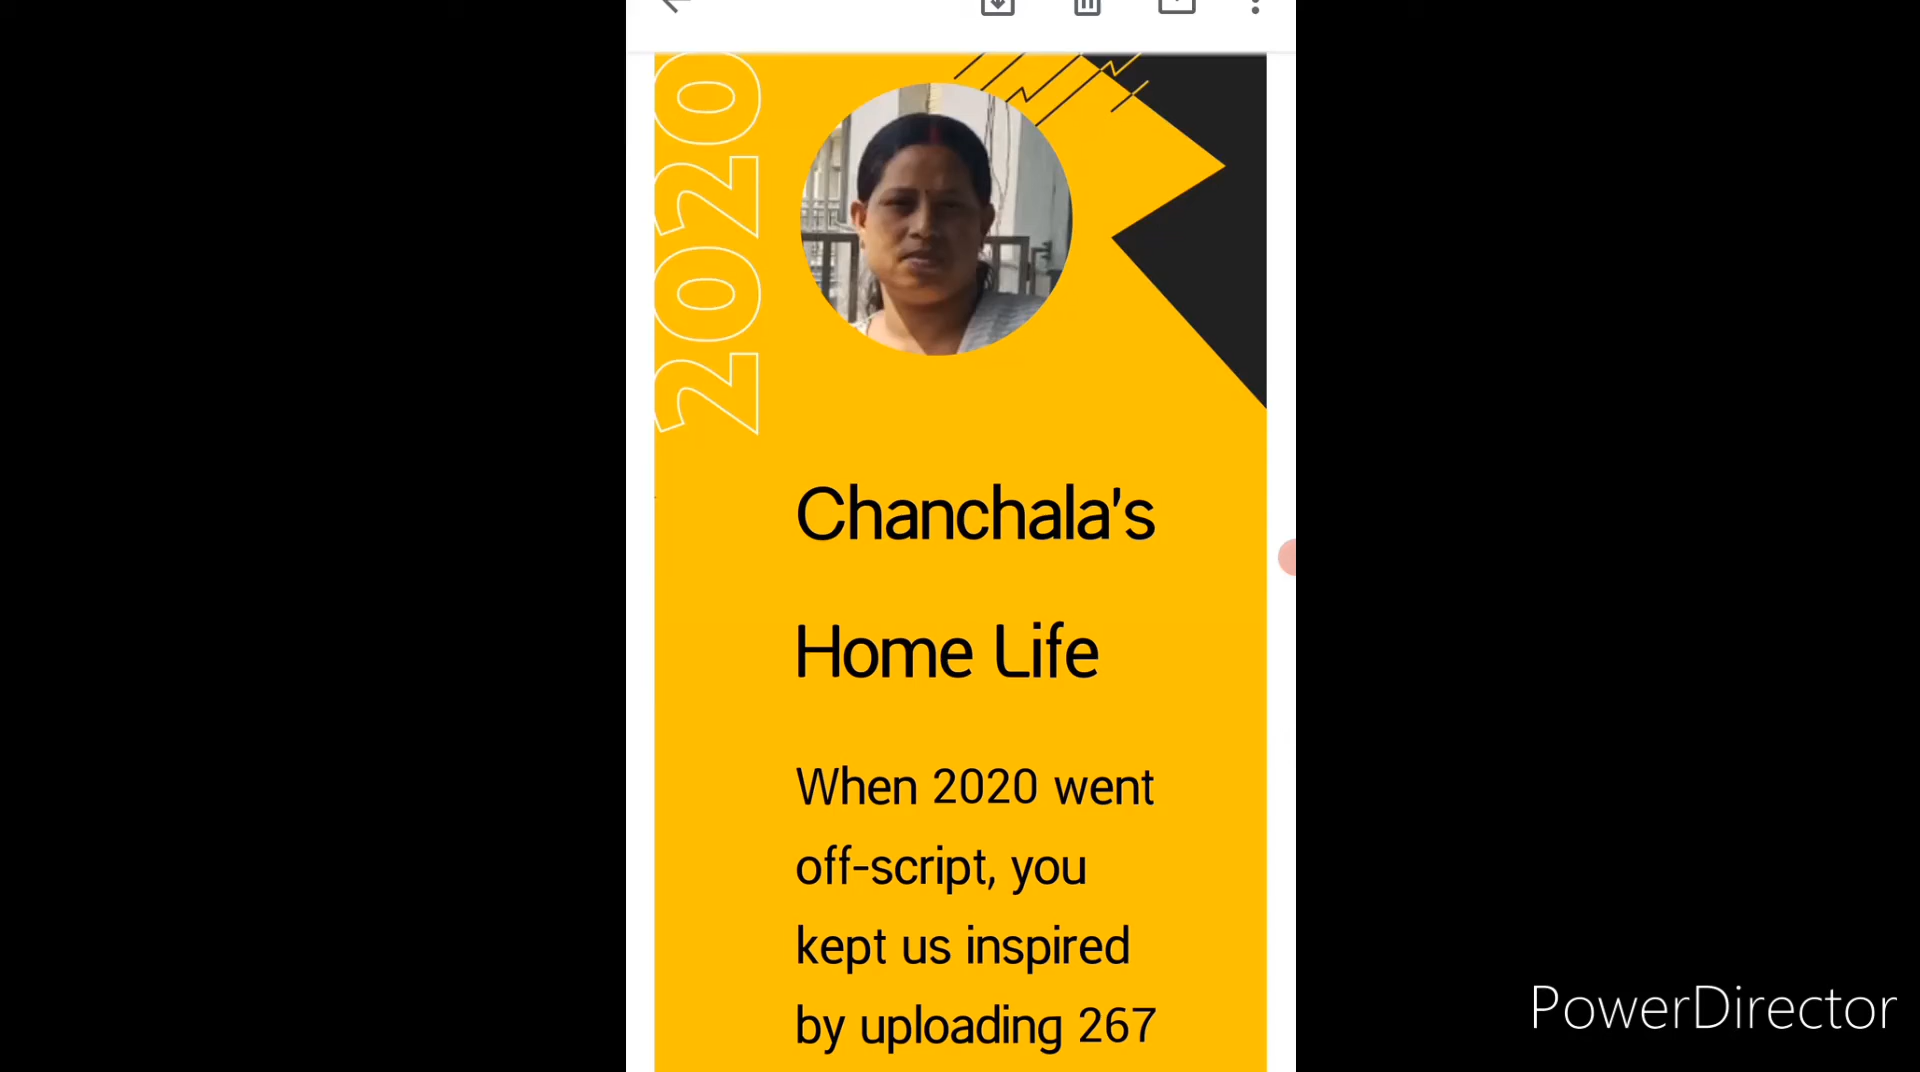 2020
Chanchala's
Home Life
When 2020 went
off-script, you
kept us inspired
by uploading 267
PowerDirector